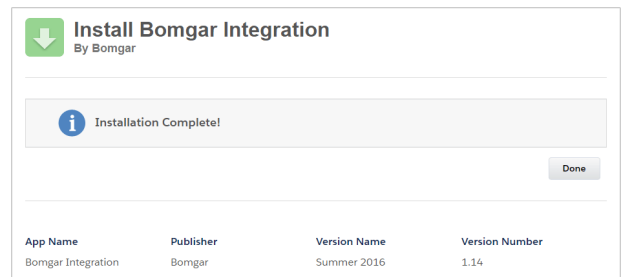 Install Bomgar Integration
By Bomgar
Installation Complete!
Done
App Name Publisher Version Name Version Number
Bomgar Integration Bomgar Summer 2016 1.14